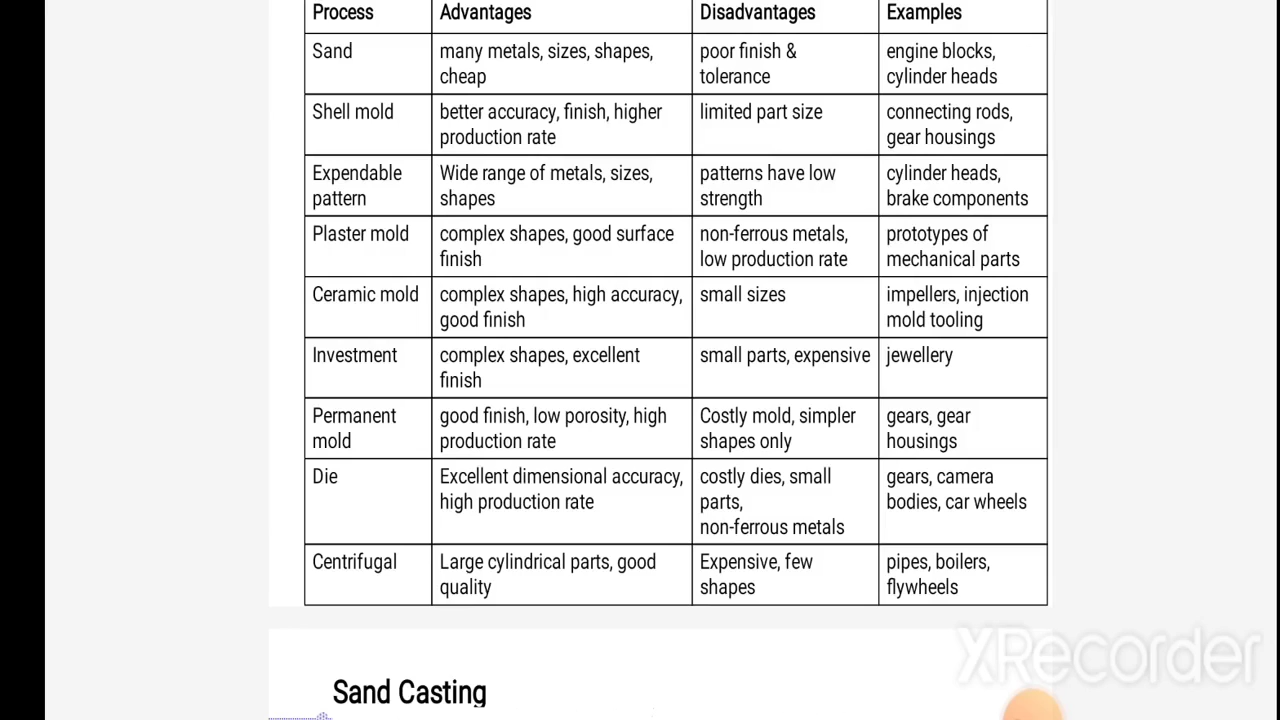 Process Advantages Disadvantages Examples
Sand many metals, sizes, shapes, poor finish & engine blocks,
cheap tolerance cylinder heads
Shell mold better accuracy, finish, higher limited part size connecting rods,
production rate gear housings
Expendable Wide range of metals, sizes, patterns have low cylinder heads,
pattern shapes strength brake components
Plaster mold complex shapes, good surface non-ferrous metals, prototypes of
finish low production rate mechanical parts
Ceramic mold complex shapes, high accuracy, small sizes impellers, injection
good finish mold tooling
Investment complex shapes, excellent small parts, expensive jewellery
finish
Permanent good finish, low porosity, high Costly mold, simpler gears, gear
mold production rate shapes only housings
Die Excellent dimensional accuracy, costly dies, small gears, camera
high production rate parts, bodies, car wheels
non-ferrous metals
Centrifugal Large cylindrical parts, good Expensive, few pipes, boilers,
quality shapes flywheels
XRecorder
Sand Casting